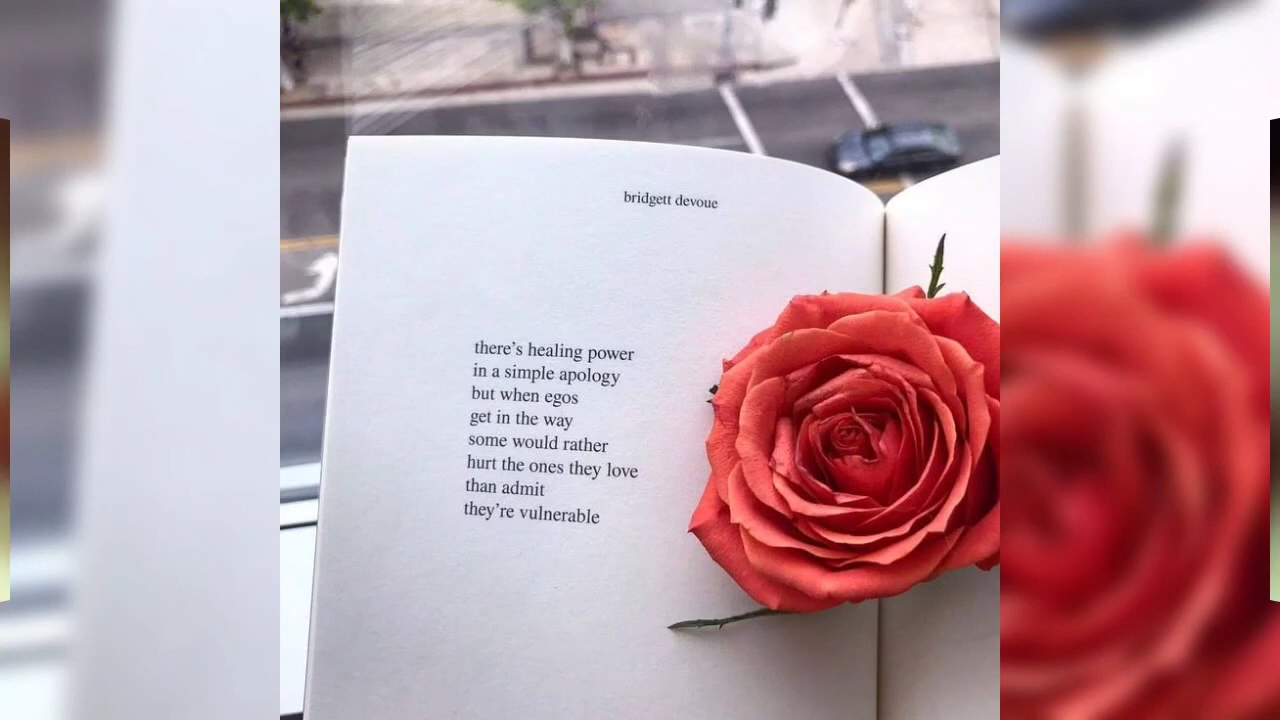 bridgett devoue
there's healing power
in a simple apology
but when egos
get in the way
some would rather
hurt the ones they love
than admit
they're vulnerable